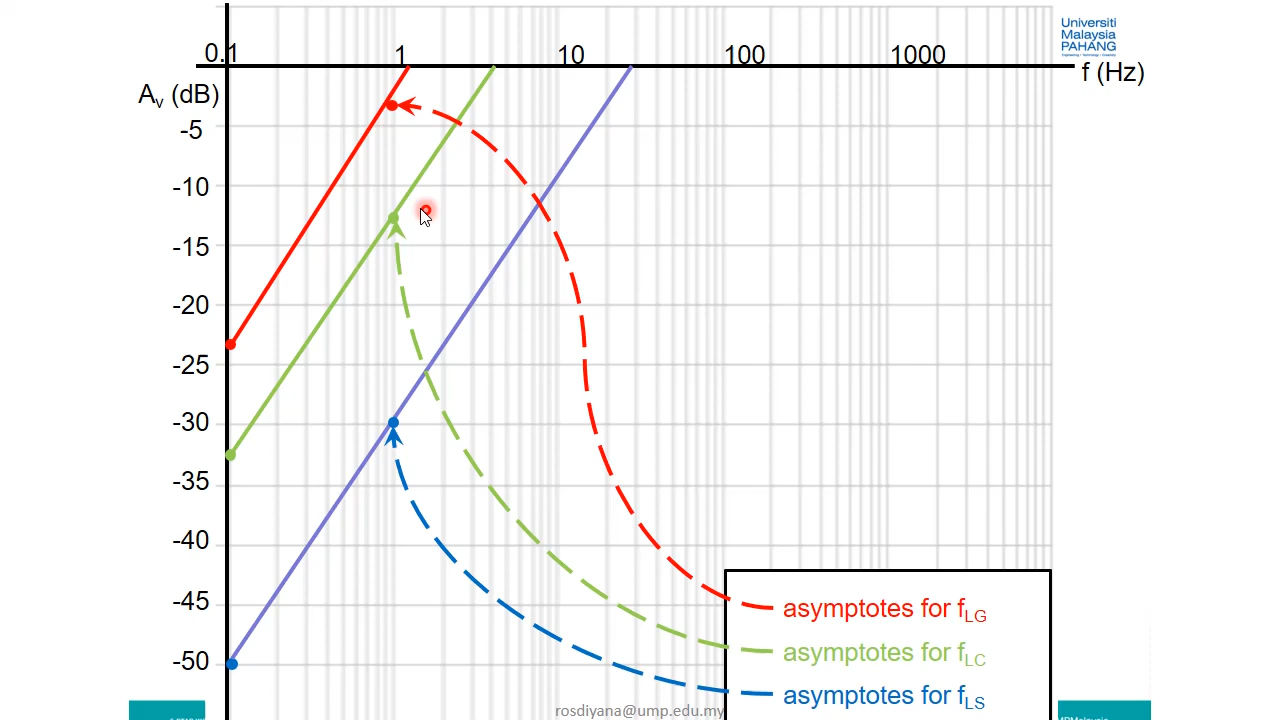 Universiti
Malaysia
PAHANG
0.1 1 10 100 1000
f (Hz)
Av (dB)
-5
-10
-15
-20
-25
-30
-35
-40
-45
-50
asymptotes for fLG
asymptotes for fLC
asymptotes for fLS
rosdiyana@ump.edu.my